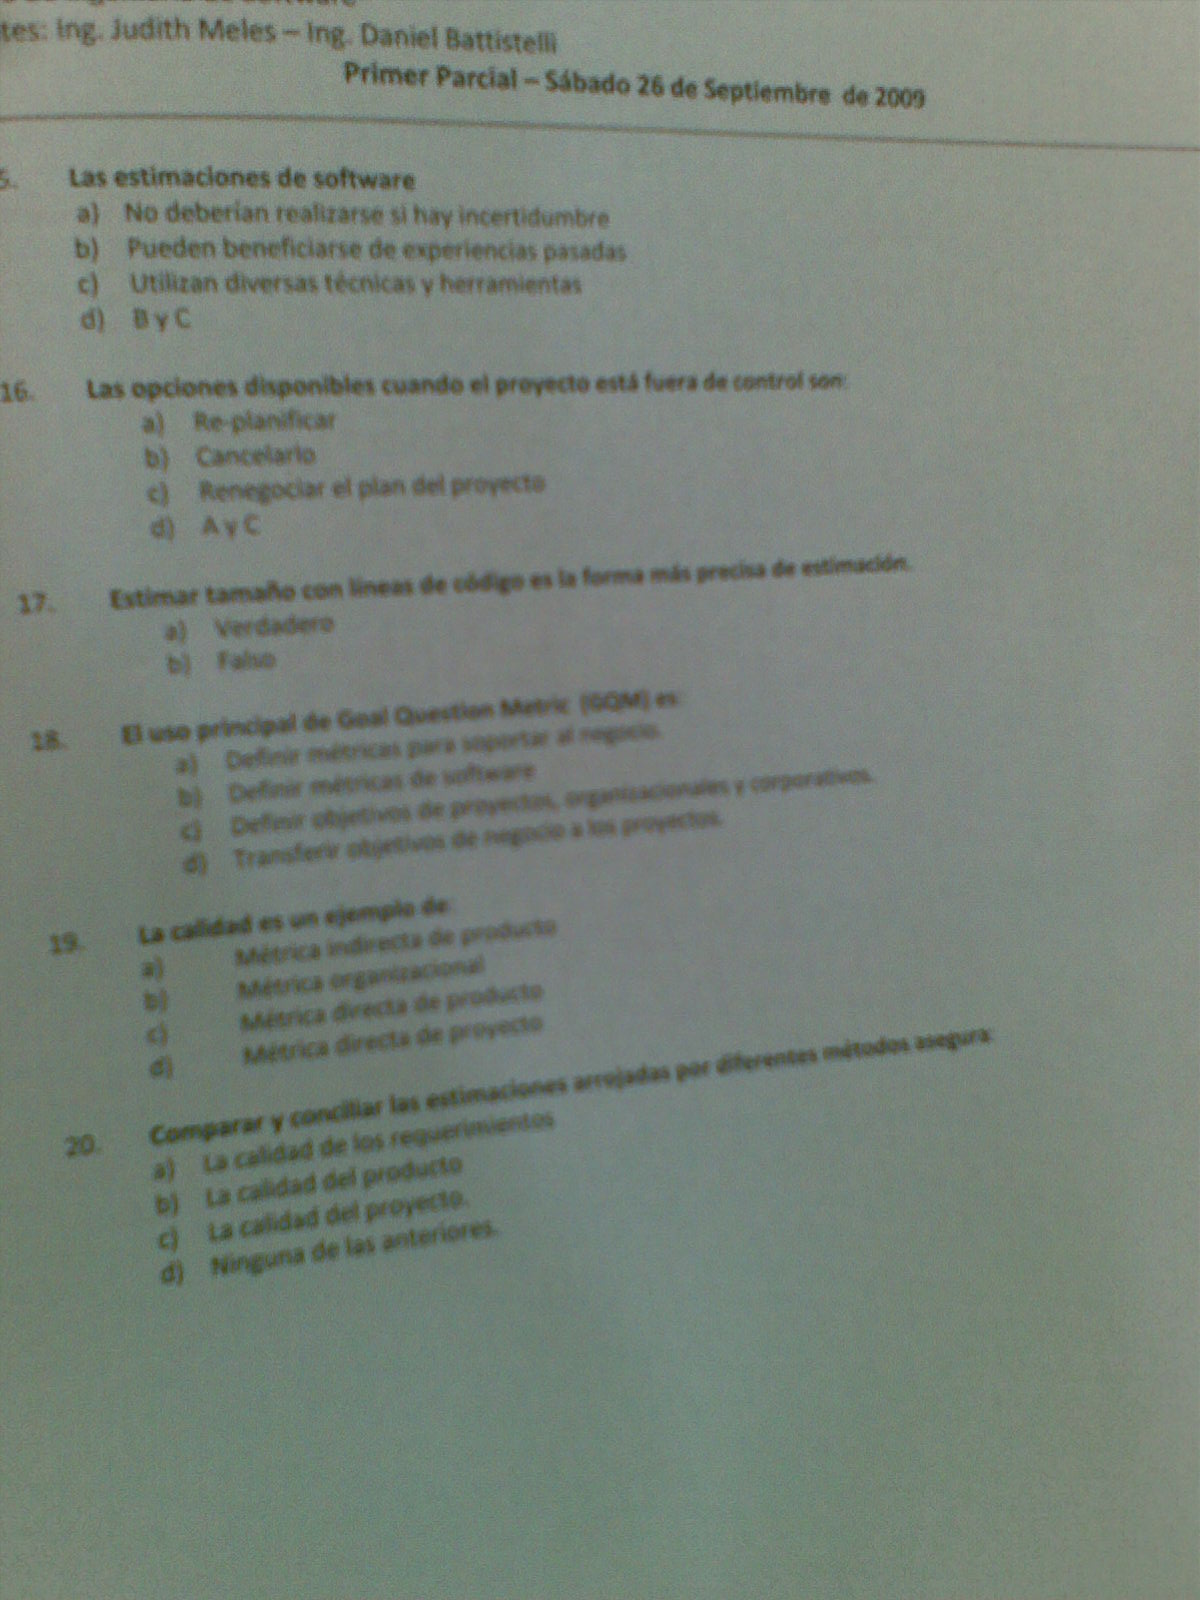 tes: Ing. Judith Meles – Ing. Daniel Battistelli
Primer Parcial – Sábado 26 de Septiembre de 2009
5. Las estimaciones de software
a) No deberían realizarse si hay incertidumbre
b) Pueden beneficiarse de experiencias pasadas
c) Utilizan diversas técnicas y herramientas
d) B y C
16. Las opciones disponibles cuando el proyecto está fuera de control son:
a) Re-planificar
b) Cancelarlo
c) Renegociar el plan del proyecto
d) A y C
17. Estimar tamaño con líneas de código es la forma más precisa de estimación.
a) Verdadero
b) Falso
18. El uso principal de Goal Question Metric (GQM) es:
a) Definir métricas para soportar al negocio.
b) Definir métricas de software
c) Definir objetivos de proyectos, organizacionales y corporativos.
d) Transferir objetivos de negocio a los proyectos.
19. La calidad es un ejemplo de:
a) Métrica indirecta de producto
b) Métrica organizacional
c) Métrica directa de producto
d) Métrica directa de proyecto
20. Comparar y conciliar las estimaciones arrojadas por diferentes métodos asegura:
a) La calidad de los requerimientos
b) La calidad del producto
c) La calidad del proyecto.
d) Ninguna de las anteriores.